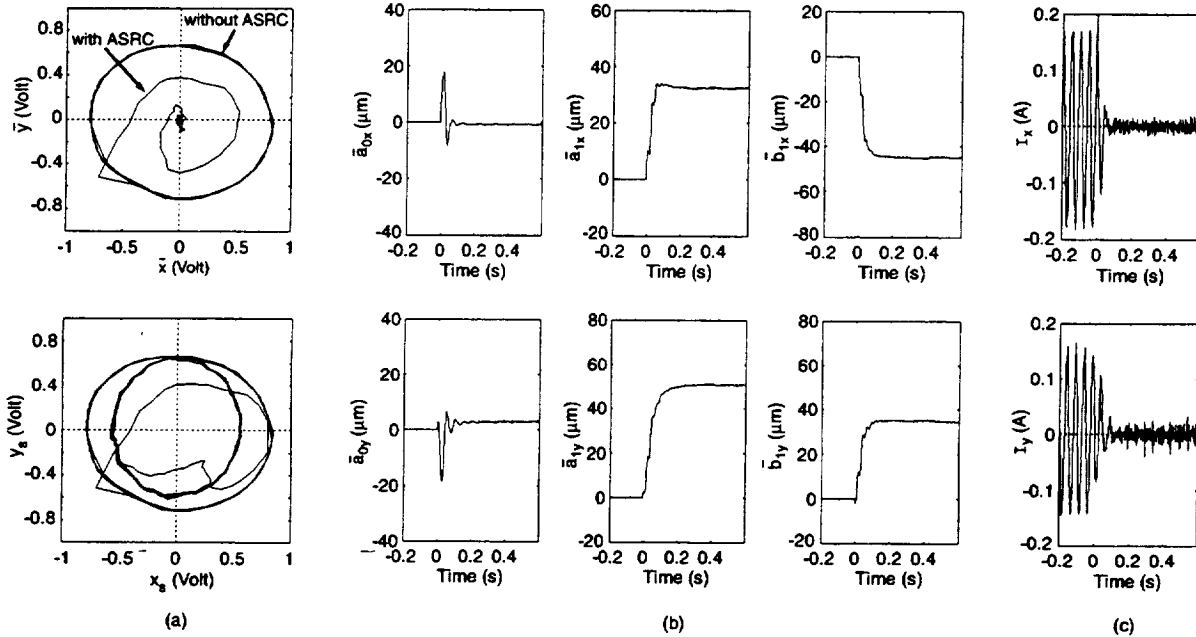 without ASRC
with ASRC
0.8
0.4
0
-0.4
-0.8
ȳ (Volt)
-1 -0.5 0 0.5 1
x̄ (Volt)
40
20
0
-20
-40
ā0x (μm)
-0.2 0 0.2 0.4
Time (s)
60
40
20
0
-20
ā1x (μm)
-0.2 0 0.2 0.4
Time (s)
20
0
-20
-40
-60
-80
b̄1x (μm)
-0.2 0 0.2 0.4
Time (s)
0.2
0.1
0
-0.1
-0.2
Ix (A)
-0.2 0 0.2 0.4
Time (s)
0.8
0.4
0
-0.4
-0.8
ys (Volt)
-1 -0.5 0 0.5 1
xs (Volt)
40
20
0
-20
-40
ā0y (μm)
-0.2 0 0.2 0.4
Time (s)
80
60
40
20
0
-20
ā1y (μm)
-0.2 0 0.2 0.4
Time (s)
80
60
40
20
0
-20
b̄1y (μm)
-0.2 0 0.2 0.4
Time (s)
0.2
0.1
0
-0.1
-0.2
Iy (A)
-0.2 0 0.2 0.4
Time (s)
(a)
(b)
(c)